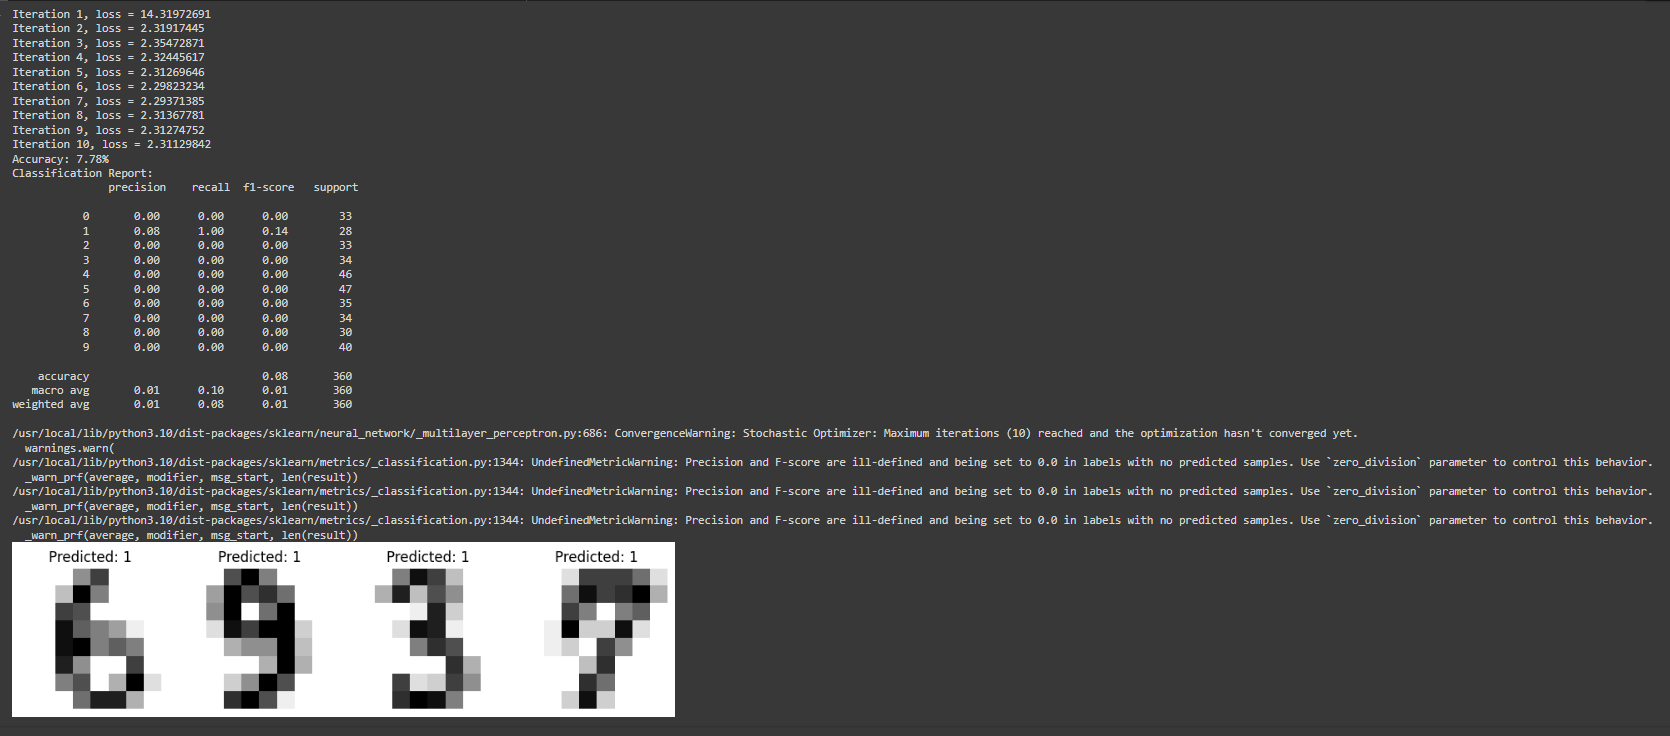 Iteration 1, loss = 14.31972691
Iteration 2, loss = 2.31917445
Iteration 3, loss = 2.35472871
Iteration 4, loss = 2.32445617
Iteration 5, loss = 2.31269646
Iteration 6, loss = 2.29823234
Iteration 7, loss = 2.29371385
Iteration 8, loss = 2.31367781
Iteration 9, loss = 2.31274752
Iteration 10, loss = 2.31129842
Accuracy: 7.78%
Classification Report:
precision recall f1-score support
0 0.00 0.00 0.00 33
1 0.08 1.00 0.14 28
2 0.00 0.00 0.00 33
3 0.00 0.00 0.00 34
4 0.00 0.00 0.00 46
5 0.00 0.00 0.00 47
6 0.00 0.00 0.00 35
7 0.00 0.00 0.00 34
8 0.00 0.00 0.00 30
9 0.00 0.00 0.00 40
accuracy 0.08 360
macro avg 0.01 0.10 0.01 360
weighted avg 0.01 0.08 0.01 360
/usr/local/lib/python3.10/dist-packages/sklearn/neural_network/_multilayer_perceptron.py:686: ConvergenceWarning: Stochastic Optimizer: Maximum iterations (10) reached and the optimization hasn't converged yet.
warnings.warn(
/usr/local/lib/python3.10/dist-packages/sklearn/metrics/_classification.py:1344: UndefinedMetricWarning: Precision and F-score are ill-defined and being set to 0.0 in labels with no predicted samples. Use `zero_division` parameter to control this behavior.
_warn_prf(average, modifier, msg_start, len(result))
/usr/local/lib/python3.10/dist-packages/sklearn/metrics/_classification.py:1344: UndefinedMetricWarning: Precision and F-score are ill-defined and being set to 0.0 in labels with no predicted samples. Use `zero_division` parameter to control this behavior.
_warn_prf(average, modifier, msg_start, len(result))
/usr/local/lib/python3.10/dist-packages/sklearn/metrics/_classification.py:1344: UndefinedMetricWarning: Precision and F-score are ill-defined and being set to 0.0 in labels with no predicted samples. Use `zero_division` parameter to control this behavior.
_warn_prf(average, modifier, msg_start, len(result))
Predicted: 1 Predicted: 1 Predicted: 1 Predicted: 1
6 9 3 7